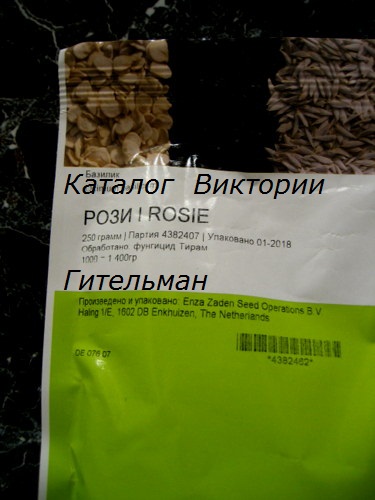 Базилик
Каталог Виктории
РОЗИ | ROSIE
250 грамм | Партия 4382407 | Упаковано 01-2018
Обработано: фунгицид Тирам
1000 ~ 1.400гр
Гительман
Произведено и упаковано: Enza Zaden Seed Operations B.V.
Haling 1/E, 1602 DB Enkhuizen, The Netherlands
DE 076 07
*4382462*